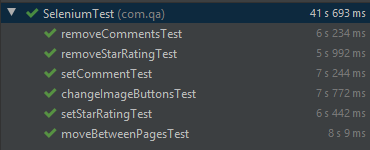 SeleniumTest (com.qa) 41 s 693 ms
removeCommentsTest 6 s 234 ms
removeStarRatingTest 5 s 992 ms
setCommentTest 7 s 244 ms
changeImageButtonsTest 7 s 772 ms
setStarRatingTest 6 s 442 ms
moveBetweenPagesTest 8 s 9 ms